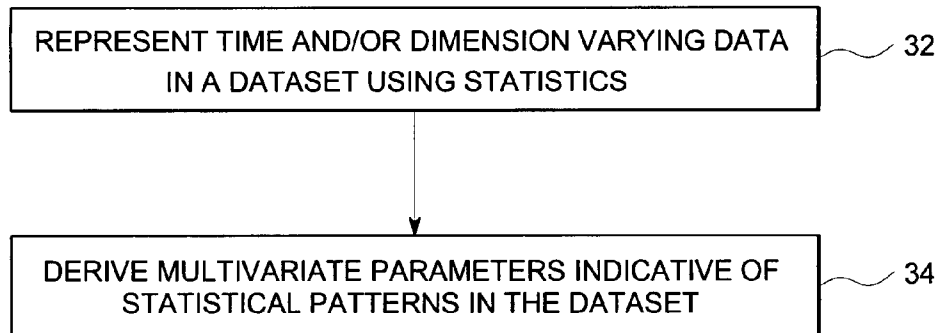 REPRESENT TIME AND/OR DIMENSION VARYING DATA
IN A DATASET USING STATISTICS
32
DERIVE MULTIVARIATE PARAMETERS INDICATIVE OF
STATISTICAL PATTERNS IN THE DATASET
34